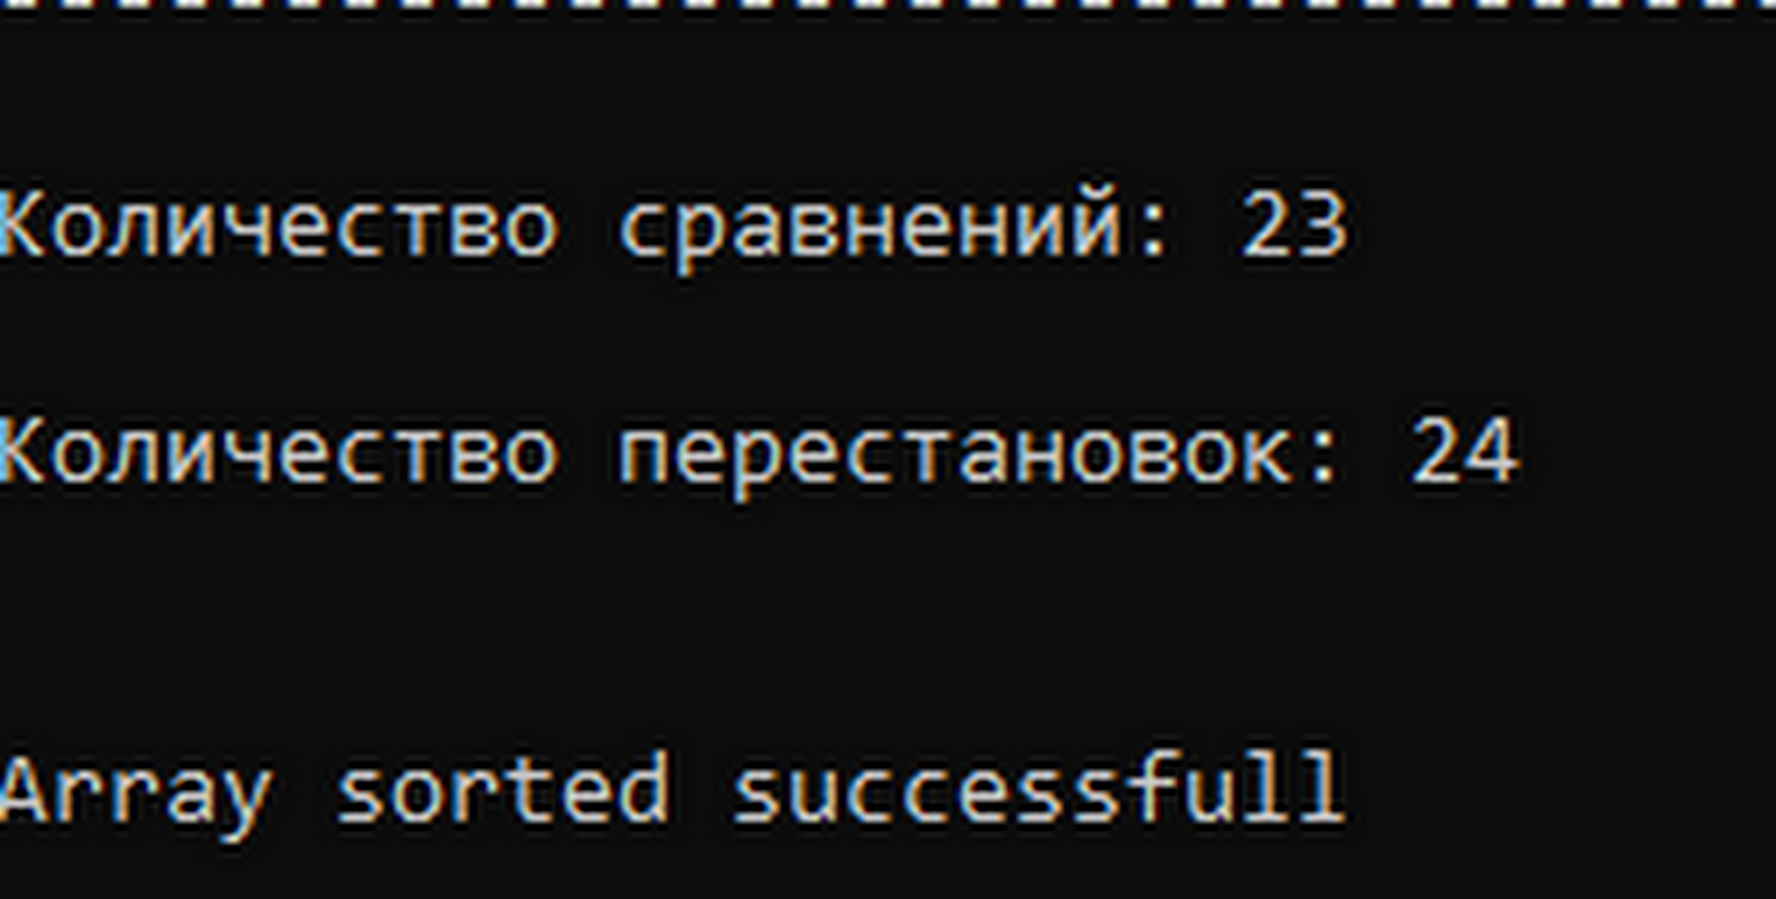 Количество сравнений: 23
Количество перестановок: 24
Array sorted successfull